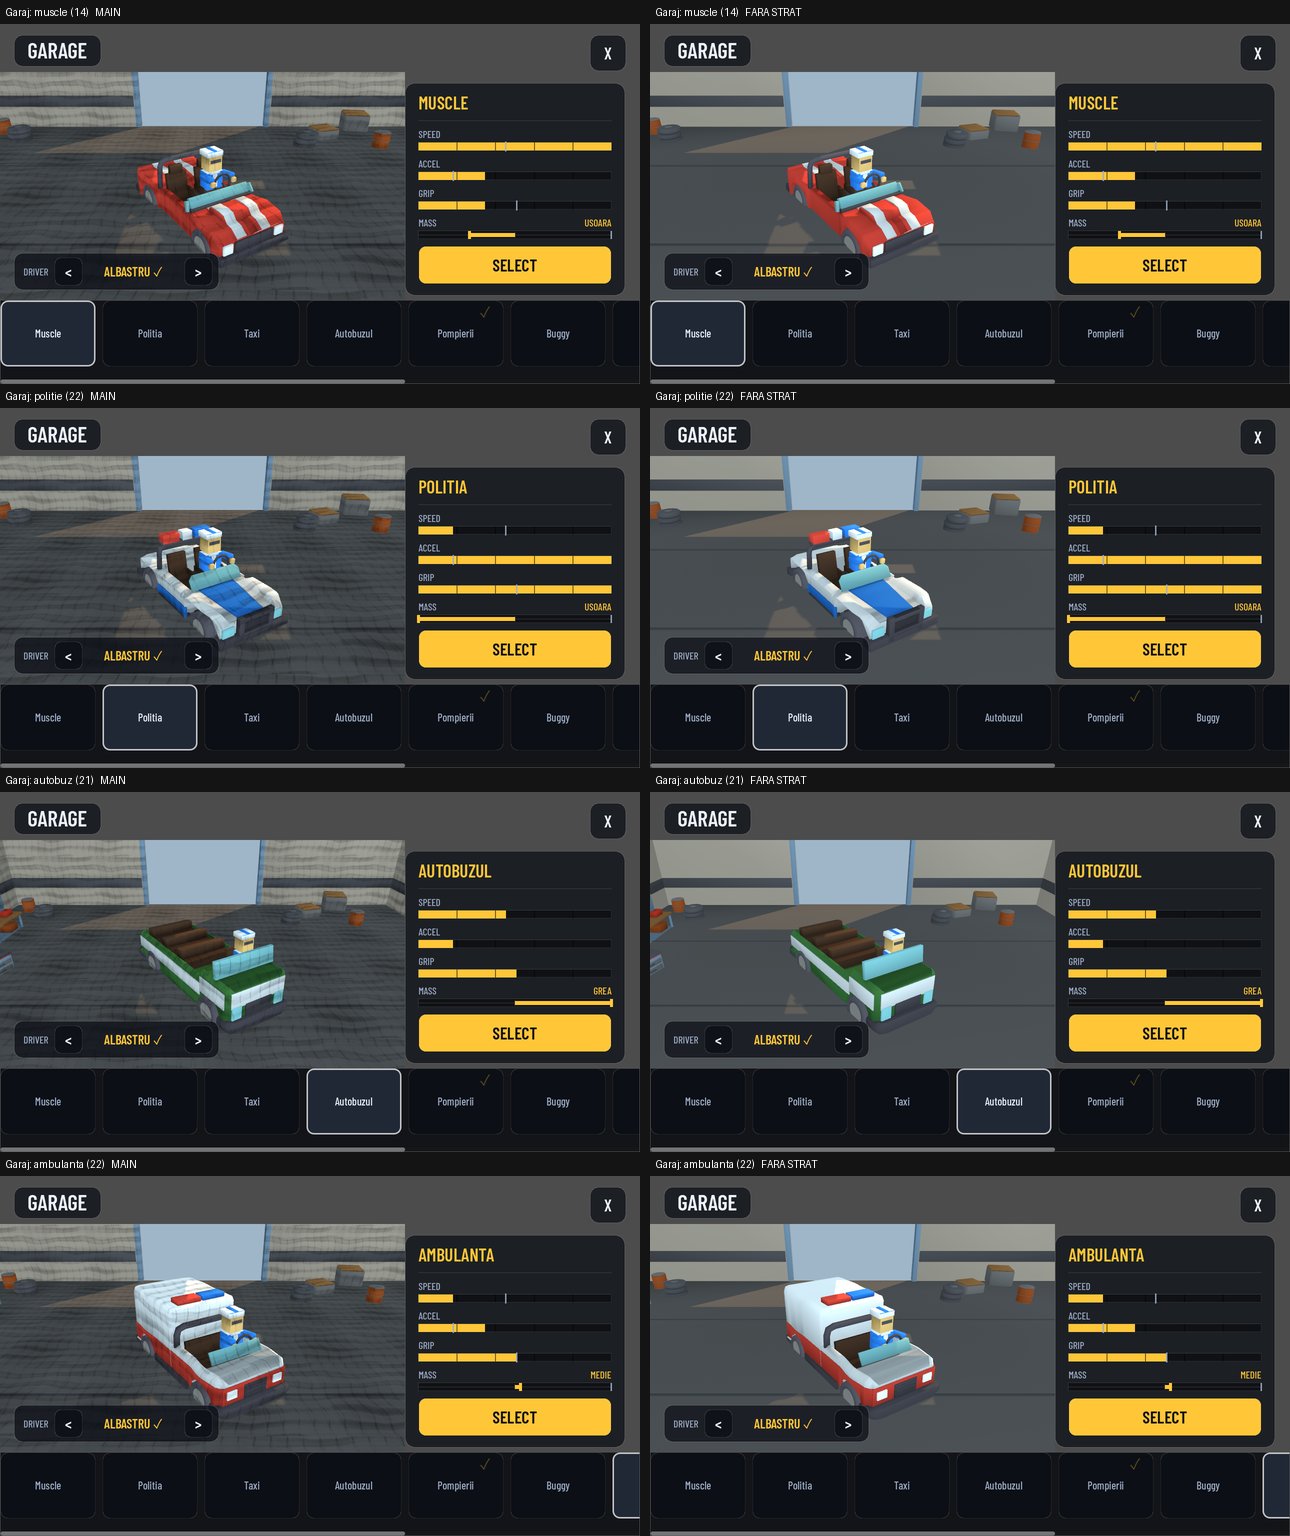 Garaj: muscle (14) MAIN
GARAGE
X
MUSCLE
SPEED
ACCEL
GRIP
MASS USOARA
SELECT
DRIVER < ALBASTRU ✓ >
Muscle Politia Taxi Autobuzul Pompierii ✓ Buggy
Garaj: muscle (14) FARA STRAT
GARAGE
X
MUSCLE
SPEED
ACCEL
GRIP
MASS USOARA
SELECT
DRIVER < ALBASTRU ✓ >
Muscle Politia Taxi Autobuzul Pompierii ✓ Buggy
Garaj: politie (22) MAIN
GARAGE
X
POLITIA
SPEED
ACCEL
GRIP
MASS USOARA
SELECT
DRIVER < ALBASTRU ✓ >
Muscle Politia Taxi Autobuzul Pompierii ✓ Buggy
Garaj: politie (22) FARA STRAT
GARAGE
X
POLITIA
SPEED
ACCEL
GRIP
MASS USOARA
SELECT
DRIVER < ALBASTRU ✓ >
Muscle Politia Taxi Autobuzul Pompierii ✓ Buggy
Garaj: autobuz (21) MAIN
GARAGE
X
AUTOBUZUL
SPEED
ACCEL
GRIP
MASS GREA
SELECT
DRIVER < ALBASTRU ✓ >
Muscle Politia Taxi Autobuzul Pompierii ✓ Buggy
Garaj: autobuz (21) FARA STRAT
GARAGE
X
AUTOBUZUL
SPEED
ACCEL
GRIP
MASS GREA
SELECT
DRIVER < ALBASTRU ✓ >
Muscle Politia Taxi Autobuzul Pompierii ✓ Buggy
Garaj: ambulanta (22) MAIN
GARAGE
X
AMBULANTA
SPEED
ACCEL
GRIP
MASS MEDIE
SELECT
DRIVER < ALBASTRU ✓ >
Muscle Politia Taxi Autobuzul Pompierii ✓ Buggy
Garaj: ambulanta (22) FARA STRAT
GARAGE
X
AMBULANTA
SPEED
ACCEL
GRIP
MASS MEDIE
SELECT
DRIVER < ALBASTRU ✓ >
Muscle Politia Taxi Autobuzul Pompierii ✓ Buggy